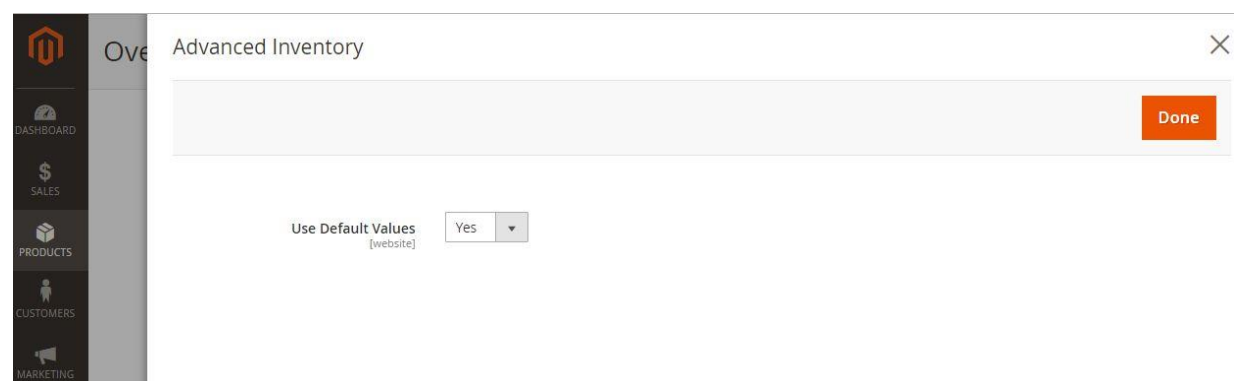 Ove
Advanced Inventory
Done
DASHBOARD
SALES
PRODUCTS
CUSTOMERS
MARKETING
Use Default Values
Yes
[website]